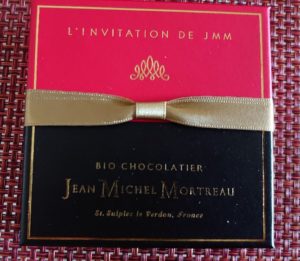 L'INVITATION DE JMM
BIO CHOCOLATIER
JEAN MICHEL MORTREAU
St. Sulpice le Verdon, France